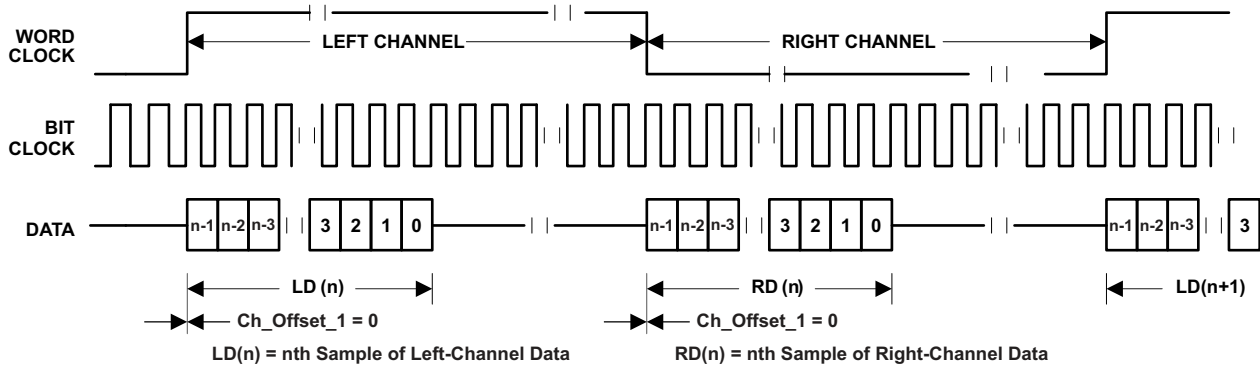 WORD
CLOCK
LEFT CHANNEL
RIGHT CHANNEL
BIT
CLOCK
DATA
n-1 n-2 n-3 3 2 1 0
n-1 n-2 n-3 3 2 1 0
n-1 n-2 n-3 3
LD (n)
RD (n)
LD(n+1)
Ch_Offset_1 = 0
Ch_Offset_1 = 0
LD(n) = nth Sample of Left-Channel Data
RD(n) = nth Sample of Right-Channel Data